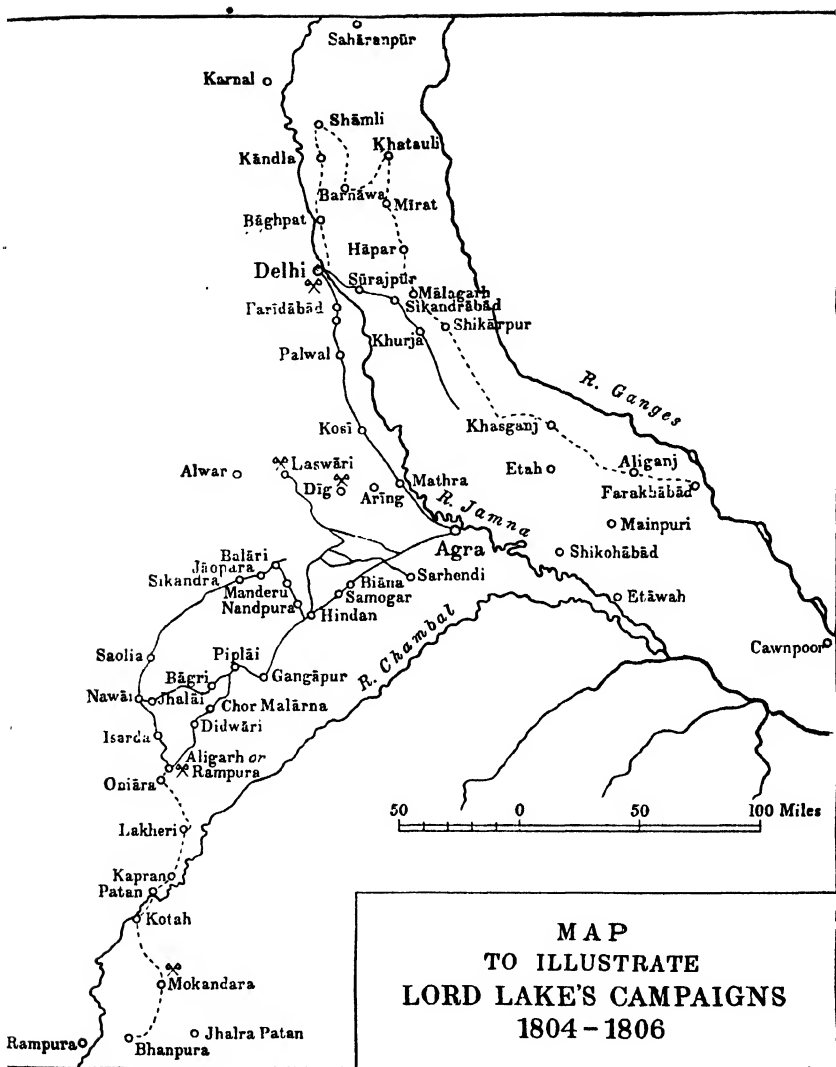 Sahāranpūr
Karnal
Shāmli
Khatauli
Kāndla
Barnāwa
Mīrat
Bāghpat
Hāpar
Delhi
Sūrajpūr
Mālagarh
Sikandrābād
Farīdābād
Shikārpur
Khurja
Palwal
R. Ganges
Kosī
Khasganj
Alwar
Laswāri
Etah
Aliganj
Dīg
Arīng
Mathra
Farakhābād
R. Jamna
Mainpuri
Agra
Shikohābād
Balāri
Jāopara
Sikandra
Biāna
Sarhendi
Manderu
Samogar
Nandpura
Etāwah
Hindan
Cawnpoor
Saolia
Piplāi
R. Chambal
Bāgri
Gangāpur
Nawāi
Jhalāi
Chor Malārna
Didwāri
Isarda
Aligarh or
Rampura
Oniāra
50 0 50 100 Miles
Lakheri
Kapran
Patan
Kotah
MAP
TO ILLUSTRATE
LORD LAKE'S CAMPAIGNS
1804–1806
Mokandara
Jhalra Patan
Rampura
Bhanpura